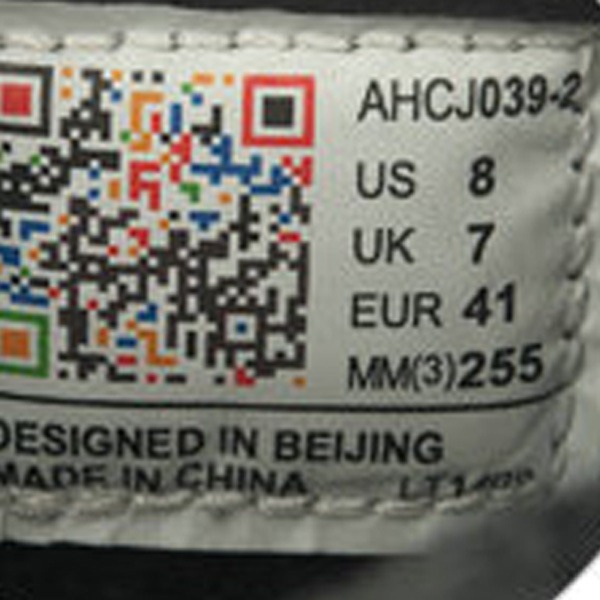 AHCJ039-2
US 8
UK 7
EUR 41
MM(3)255
DESIGNED IN BEIJING
MADE IN CHINA